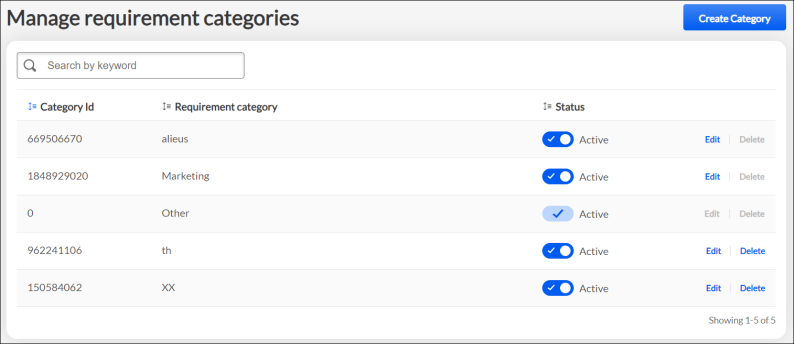 Manage requirement categories
Create Category
Search by keyword
Category Id Requirement category Status
669506670 alieus Active Edit | Delete
1848929020 Marketing Active Edit | Delete
0 Other Active Edit | Delete
962241106 th Active Edit | Delete
150584062 XX Active Edit | Delete
Showing 1-5 of 5